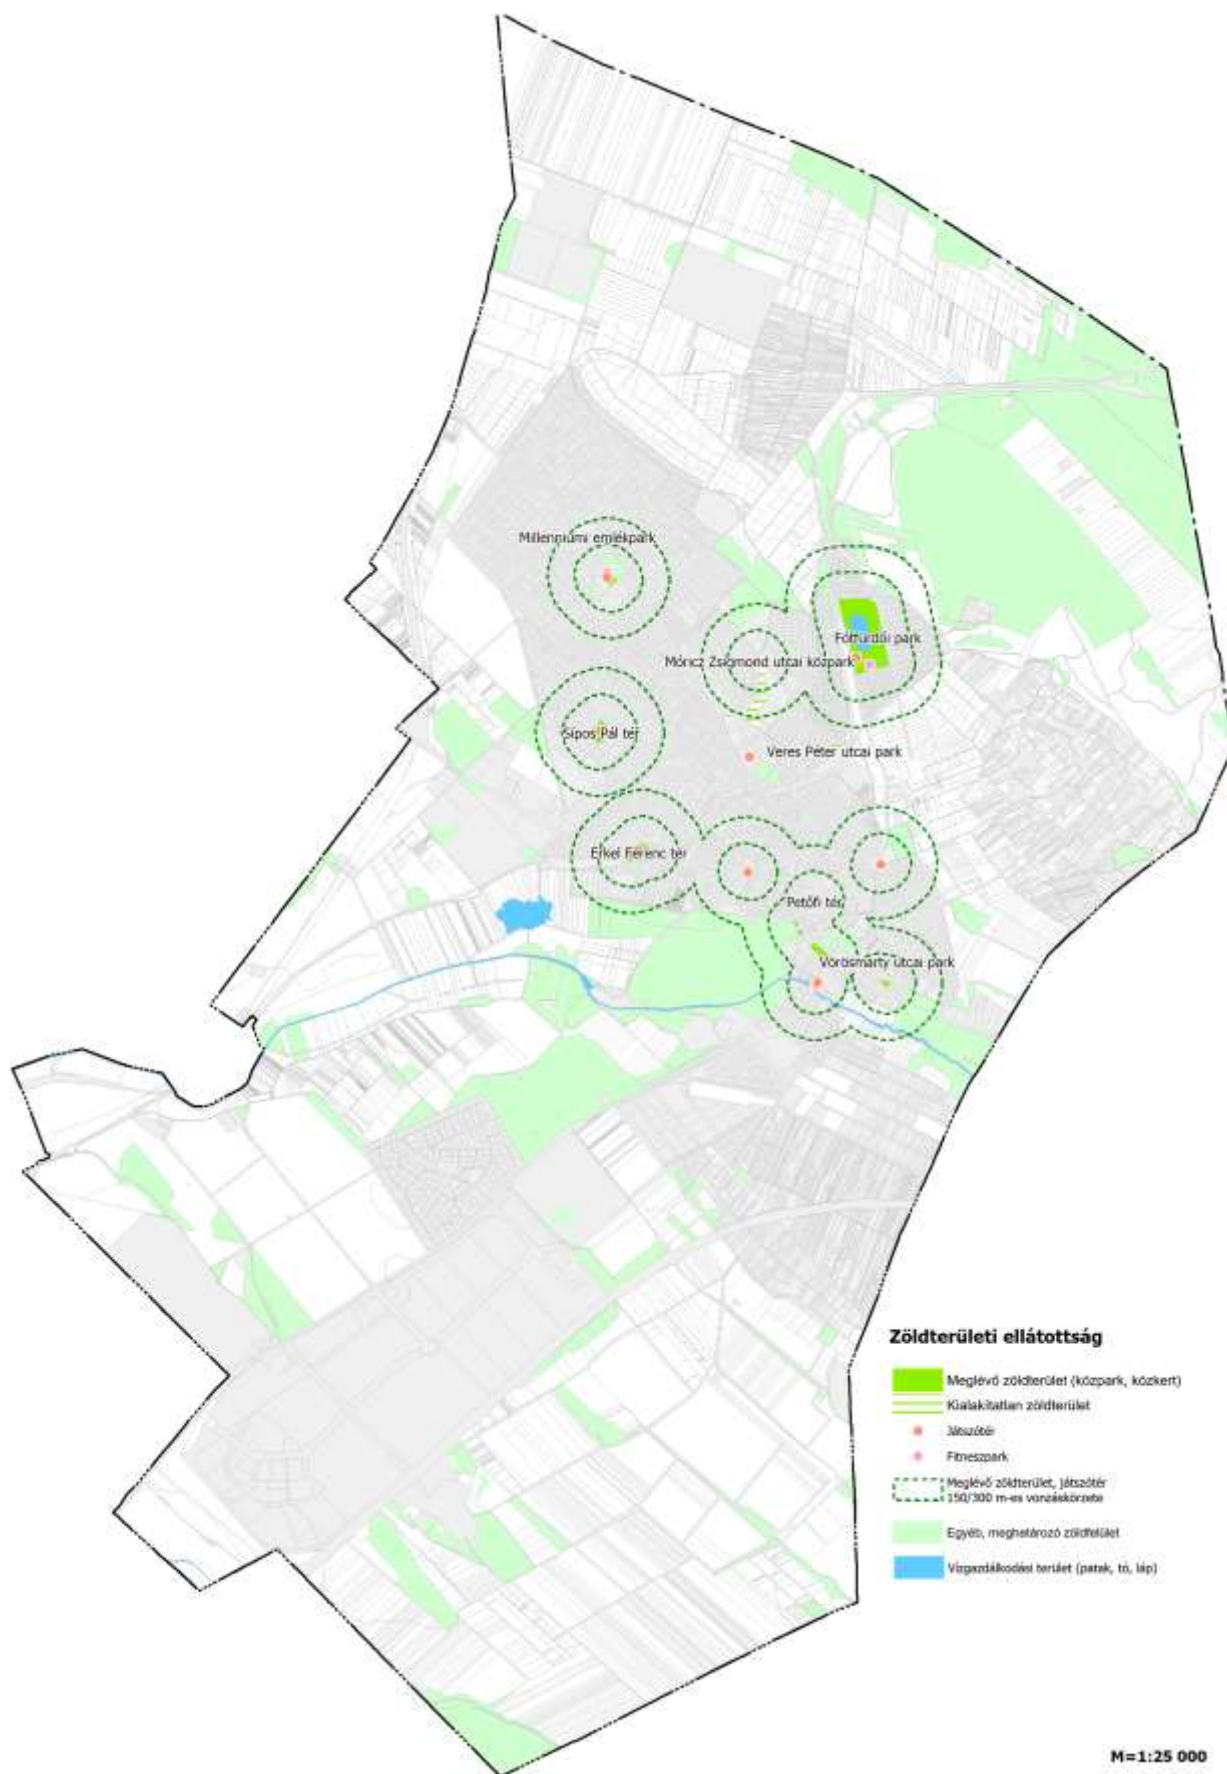 Millenniumi emlékpark
Fótfürdői park
Móricz Zsigmond utcai közpark
Sipos Pál tér
Veres Péter utcai park
Erkel Ferenc tér
Petőfi tér
Vörösmarty utcai park
Zöldterületi ellátottság
Meglévő zöldterület (közpark, közkert)
Kialakítatlan zöldterület
Játszótér
Fitneszpark
Meglévő zöldterület, játszótér
150/300 m-es vonzáskörzete
Egyéb, meghatározó zöldfelület
Vízgazdálkodási terület (patak, tó, láp)
M=1:25 000